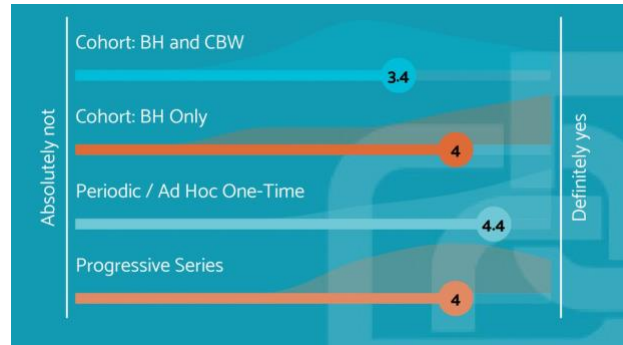 Absolutely not
Cohort: BH and CBW
3.4
Cohort: BH Only
4
Periodic / Ad Hoc One-Time
4.4
Progressive Series
4
Definitely yes